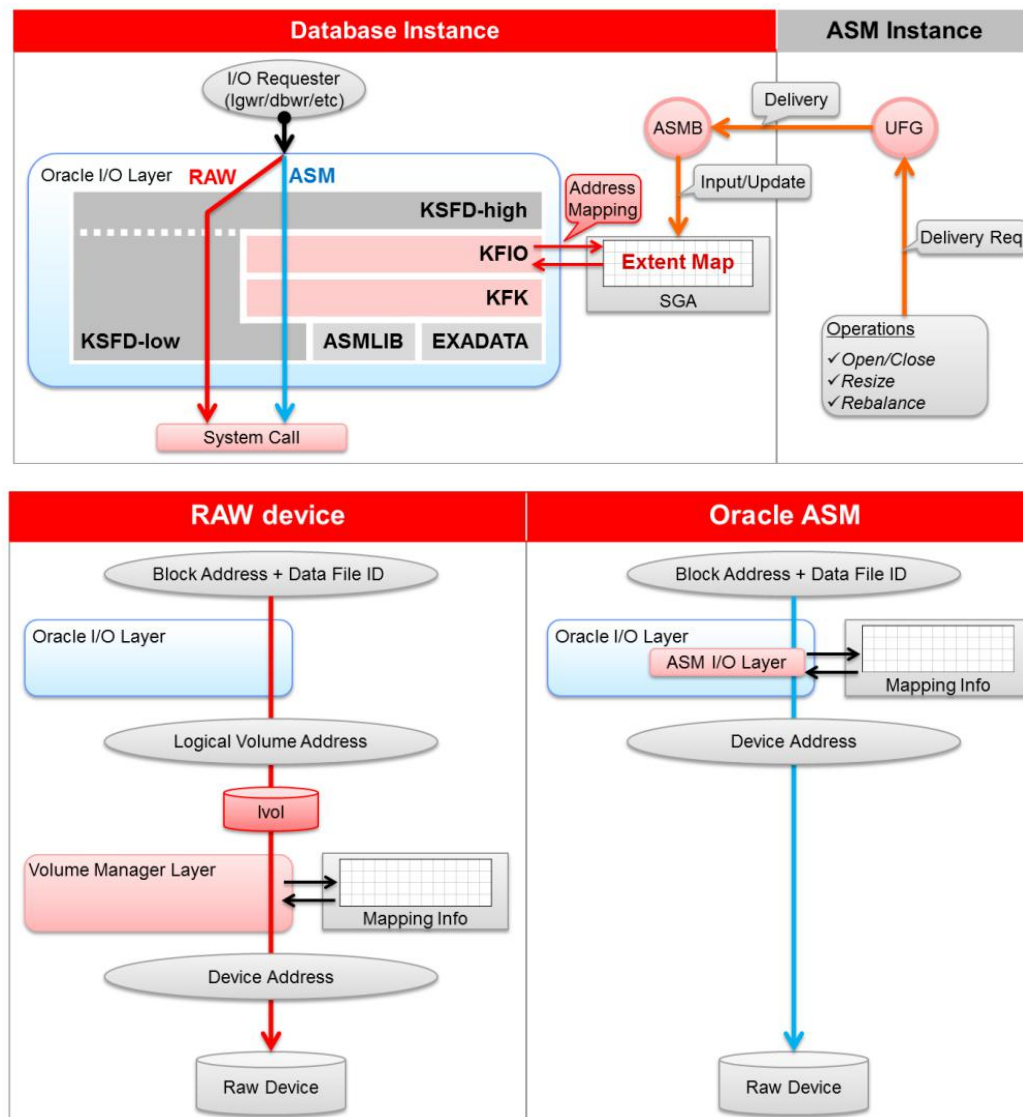 Database Instance
ASM Instance
I/O Requester
(lgwr/dbwr/etc)
Delivery
ASMB
UFG
Oracle I/O Layer
RAW
ASM
Address
Mapping
Input/Update
KSFD-high
Delivery Req
KFIO
Extent Map
KFK
SGA
KSFD-low
ASMLIB
EXADATA
Operations
✓Open/Close
✓Resize
✓Rebalance
System Call
RAW device
Oracle ASM
Block Address + Data File ID
Block Address + Data File ID
Oracle I/O Layer
Oracle I/O Layer
ASM I/O Layer
Mapping Info
Logical Volume Address
Device Address
lvol
Volume Manager Layer
Mapping Info
Device Address
Raw Device
Raw Device